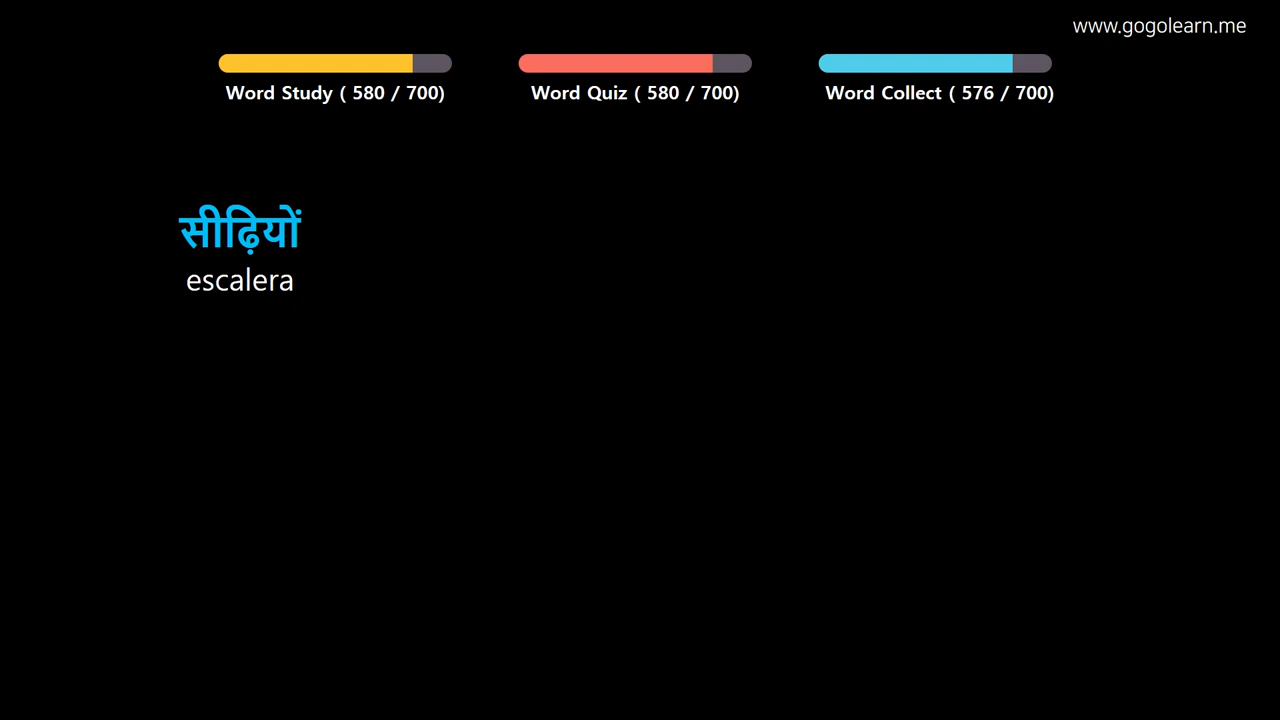 www.gogolearn.me
Word Study ( 580 / 700)
Word Quiz ( 580 / 700)
Word Collect ( 576 / 700)
सीढ़ियों
escalera